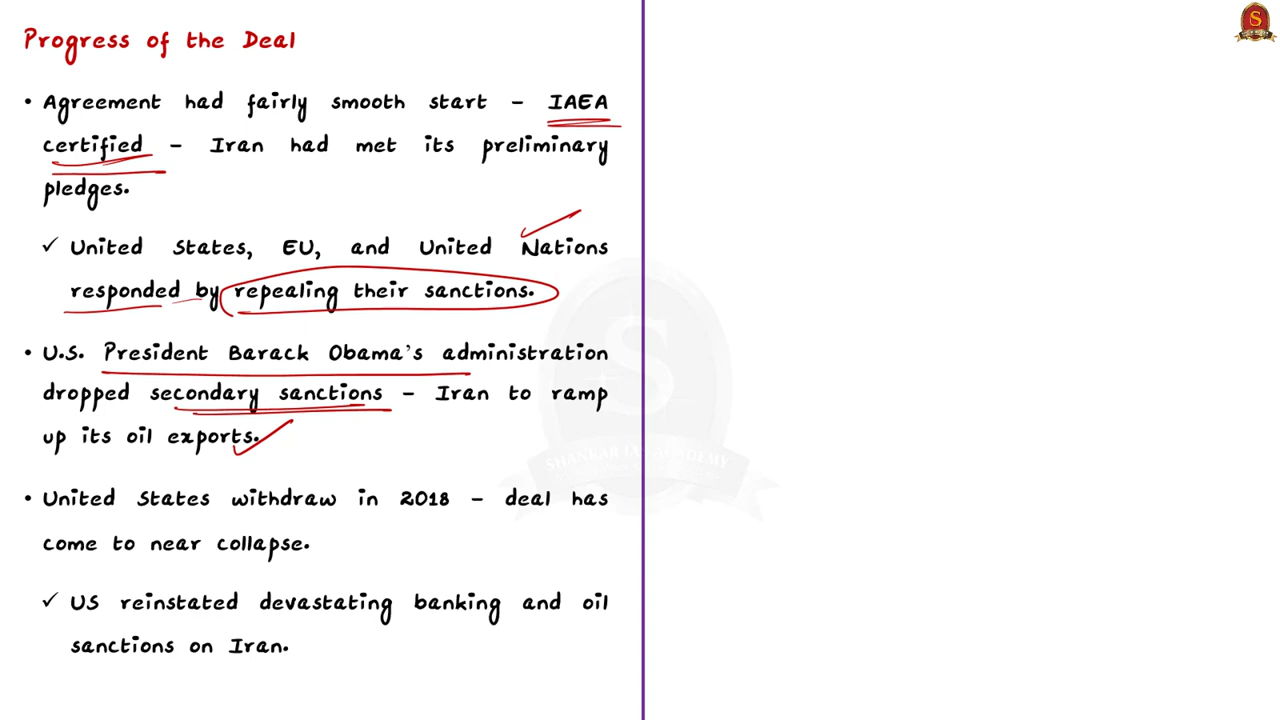 Progress of the Deal
• Agreement had fairly smooth start – IAEA
certified – Iran had met its preliminary
pledges.
✓ United States, EU, and United Nations
responded by repealing their sanctions.
• U.S. President Barack Obama's administration
dropped secondary sanctions – Iran to ramp
up its oil exports.
• United States withdraw in 2018 – deal has
come to near collapse.
✓ US reinstated devastating banking and oil
sanctions on Iran.
S
SHANKAR IAS ACADEMY
S